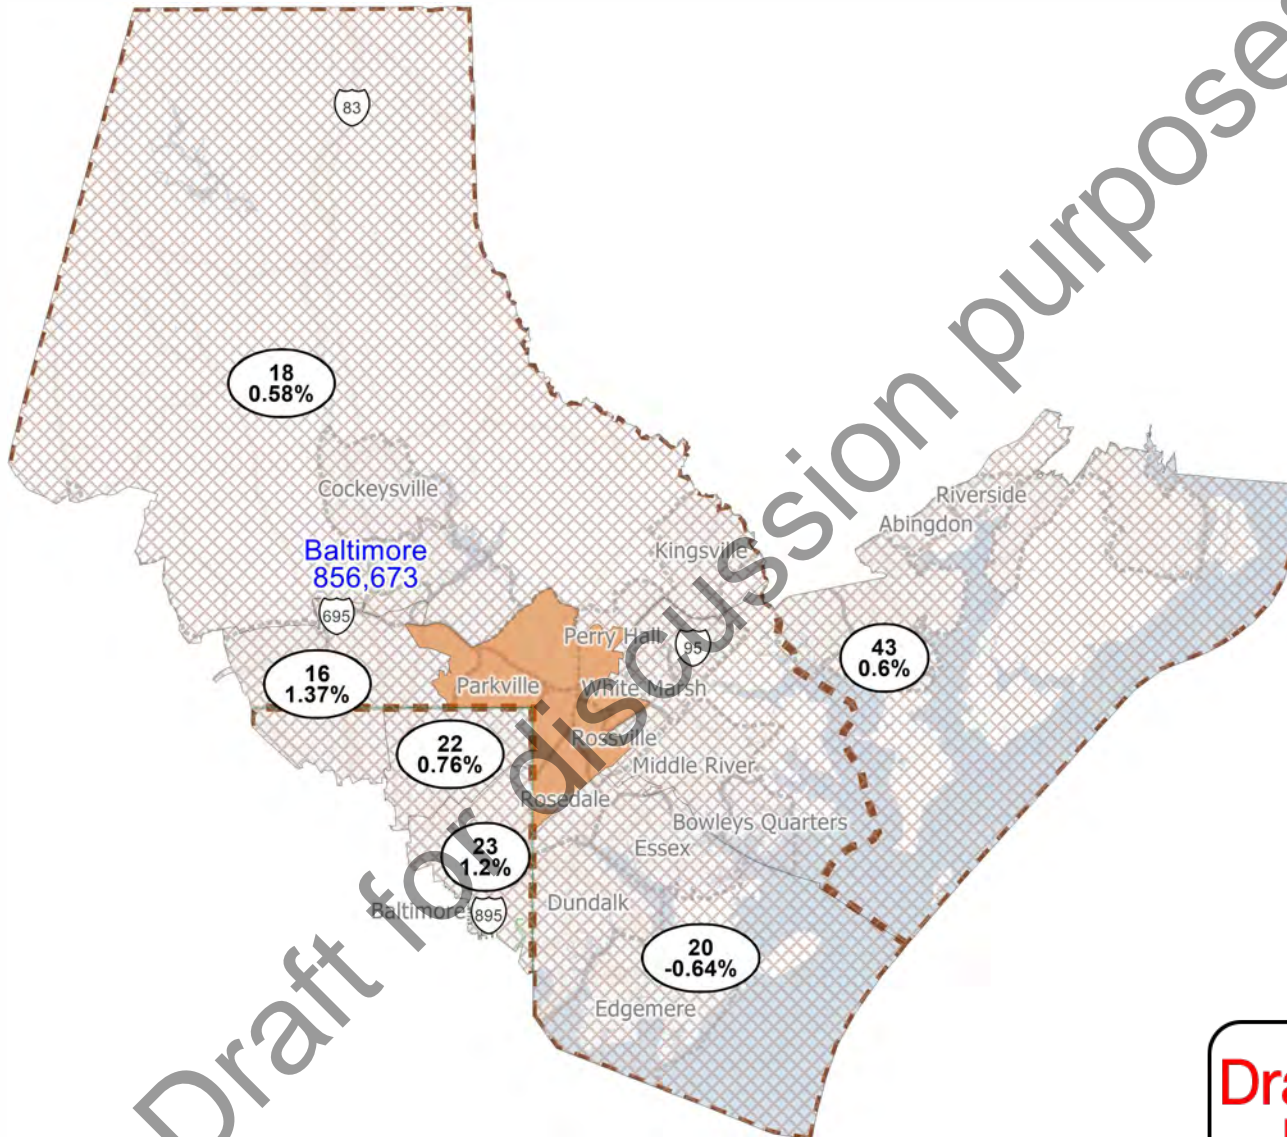 83
18
0.58%
Cockeysville
Riverside
Abingdon
Baltimore
856,673
Kingsville
695
Perry Hall
95
43
0.6%
16
1.37%
Parkville
White Marsh
22
0.76%
Rossville
Middle River
Rosedale
Bowleys Quarters
Essex
23
1.2%
Baltimore
895
Dundalk
20
-0.64%
Edgemere
Draft for discussion purposes
Dra